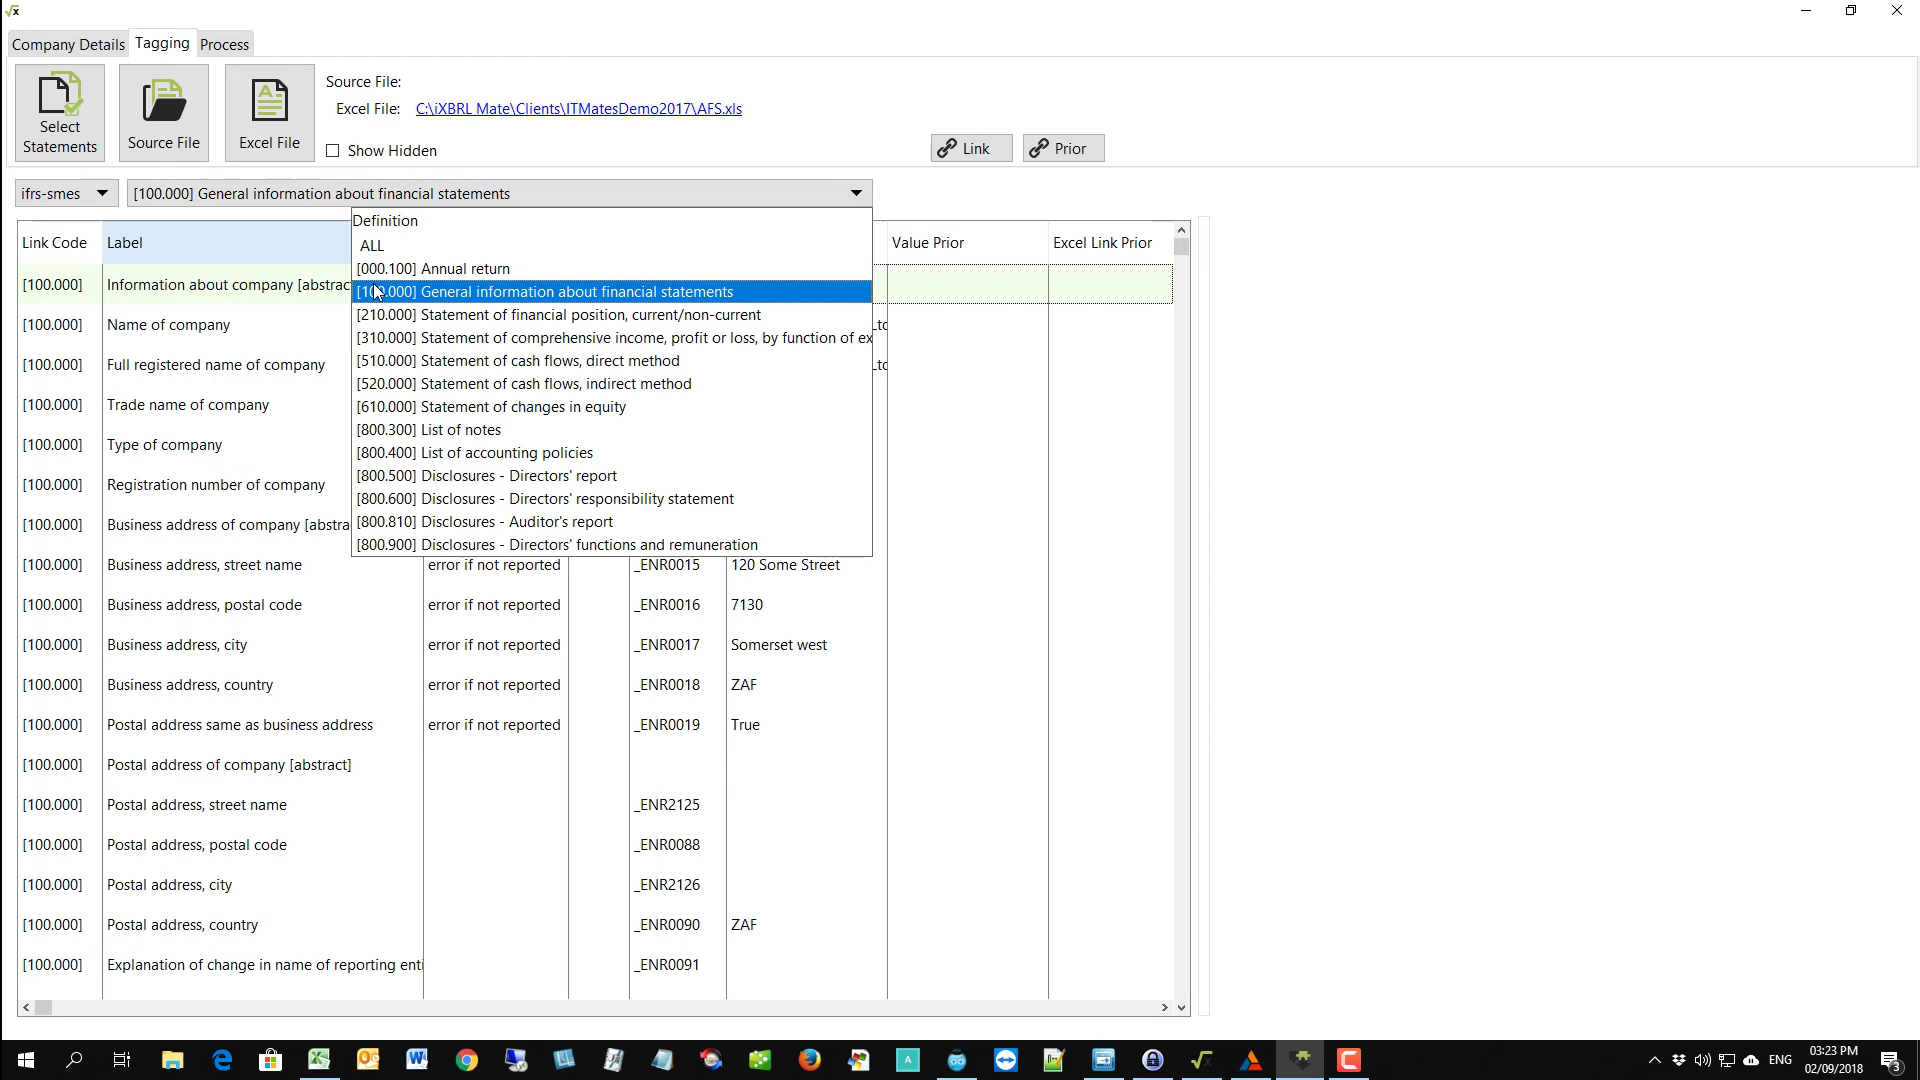 √x
Company Details Tagging Process
Select Statements
Source File
Excel File
Source File:
Excel File: C:\iXBRL Mate\Clients\ITMatesDemo2017\AFS.xls
Show Hidden
Link Prior
ifrs-smes [100.000] General information about financial statements
Definition
ALL
[000.100] Annual return
[100.000] General information about financial statements
[210.000] Statement of financial position, current/non-current
[310.000] Statement of comprehensive income, profit or loss, by function of ex
[510.000] Statement of cash flows, direct method
[520.000] Statement of cash flows, indirect method
[610.000] Statement of changes in equity
[800.300] List of notes
[800.400] List of accounting policies
[800.500] Disclosures - Directors' report
[800.600] Disclosures - Directors' responsibility statement
[800.810] Disclosures - Auditor's report
[800.900] Disclosures - Directors' functions and remuneration
Link Code Label Value Prior Excel Link Prior
[100.000] Information about company [abstrac
[100.000] Name of company Ltd
[100.000] Full registered name of company Ltd
[100.000] Trade name of company
[100.000] Type of company
[100.000] Registration number of company
[100.000] Business address of company [abstra
[100.000] Business address, street name error if not reported _ENR0015 120 Some Street
[100.000] Business address, postal code error if not reported _ENR0016 7130
[100.000] Business address, city error if not reported _ENR0017 Somerset west
[100.000] Business address, country error if not reported _ENR0018 ZAF
[100.000] Postal address same as business address error if not reported _ENR0019 True
[100.000] Postal address of company [abstract]
[100.000] Postal address, street name _ENR2125
[100.000] Postal address, postal code _ENR0088
[100.000] Postal address, city _ENR2126
[100.000] Postal address, country _ENR0090 ZAF
[100.000] Explanation of change in name of reporting enti _ENR0091
ENG
03:23 PM
02/09/2018
3